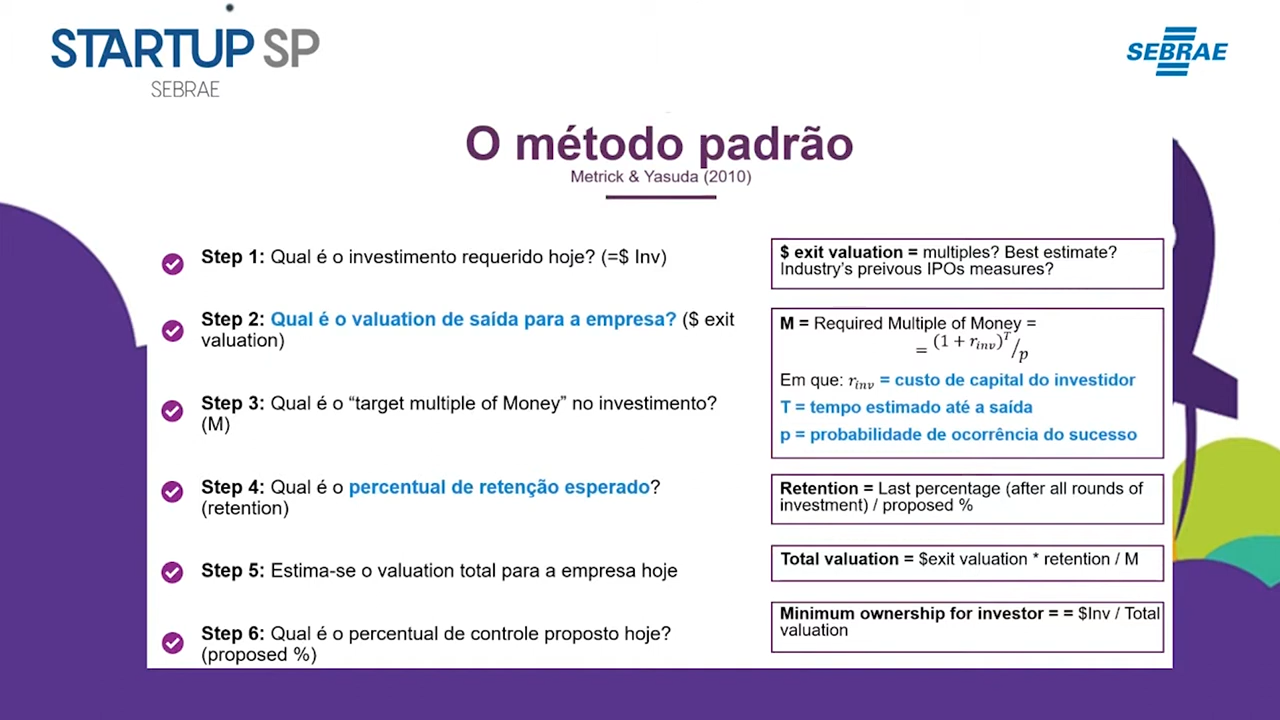 STARTUP SP
SEBRAE
SEBRAE
O método padrão
Metrick & Yasuda (2010)
Step 1: Qual é o investimento requerido hoje? (=$ Inv)
Step 2: Qual é o valuation de saída para a empresa? ($ exit
valuation)
Step 3: Qual é o “target multiple of Money” no investimento?
(M)
Step 4: Qual é o percentual de retenção esperado?
(retention)
Step 5: Estima-se o valuation total para a empresa hoje
Step 6: Qual é o percentual de controle proposto hoje?
(proposed %)
$ exit valuation = multiples? Best estimate?
Industry’s preivous IPOs measures?
M = Required Multiple of Money =
= (1 + r_inv)^T / p
Em que: r_inv = custo de capital do investidor
T = tempo estimado até a saída
p = probabilidade de ocorrência do sucesso
Retention = Last percentage (after all rounds of
investment) / proposed %
Total valuation = $exit valuation * retention / M
Minimum ownership for investor = = $Inv / Total
valuation